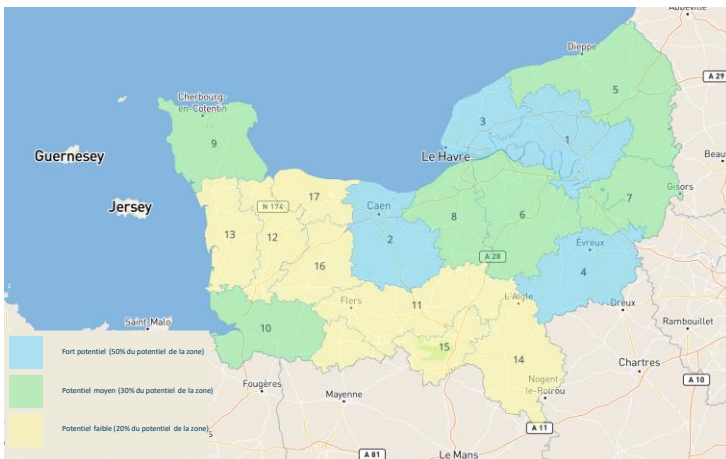 Abbeville
Dieppe
A 29
5
Cherbourg-
en-Cotentin
3
1
9
Le Havre
Beau
Guernesey
Gisors
7
17
Jersey
N 174
Caen
8
6
13
12
2
Évreux
A 28
16
4
11
L'Aigle
Flers
Dreux
Saint-Malo
10
Rambouillet
Fort potentiel (50% du potentiel de la zone)
15
14
Chartres
A 10
Potentiel moyen (30% du potentiel de la zone)
Fougères
Mayenne
Nogent-
le-Rotrou
Potentiel faible (20% du potentiel de la zone)
s
A 11
A 81
Le Mans